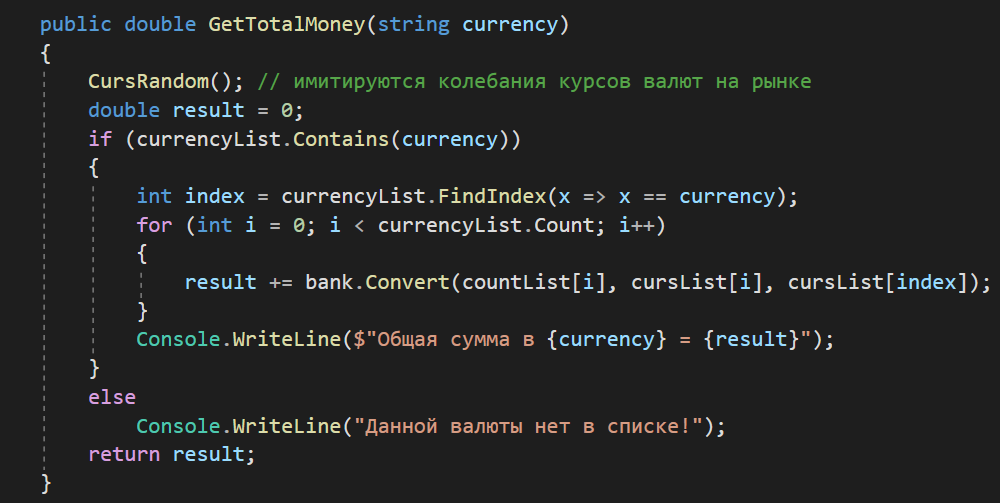 public double GetTotalMoney(string currency)
{
CursRandom(); // имитируются колебания курсов валют на рынке
double result = 0;
if (currencyList.Contains(currency))
{
int index = currencyList.FindIndex(x => x == currency);
for (int i = 0; i < currencyList.Count; i++)
{
result += bank.Convert(countList[i], cursList[i], cursList[index]);
}
Console.WriteLine($"Общая сумма в {currency} = {result}");
}
else
Console.WriteLine("Данной валюты нет в списке!");
return result;
}